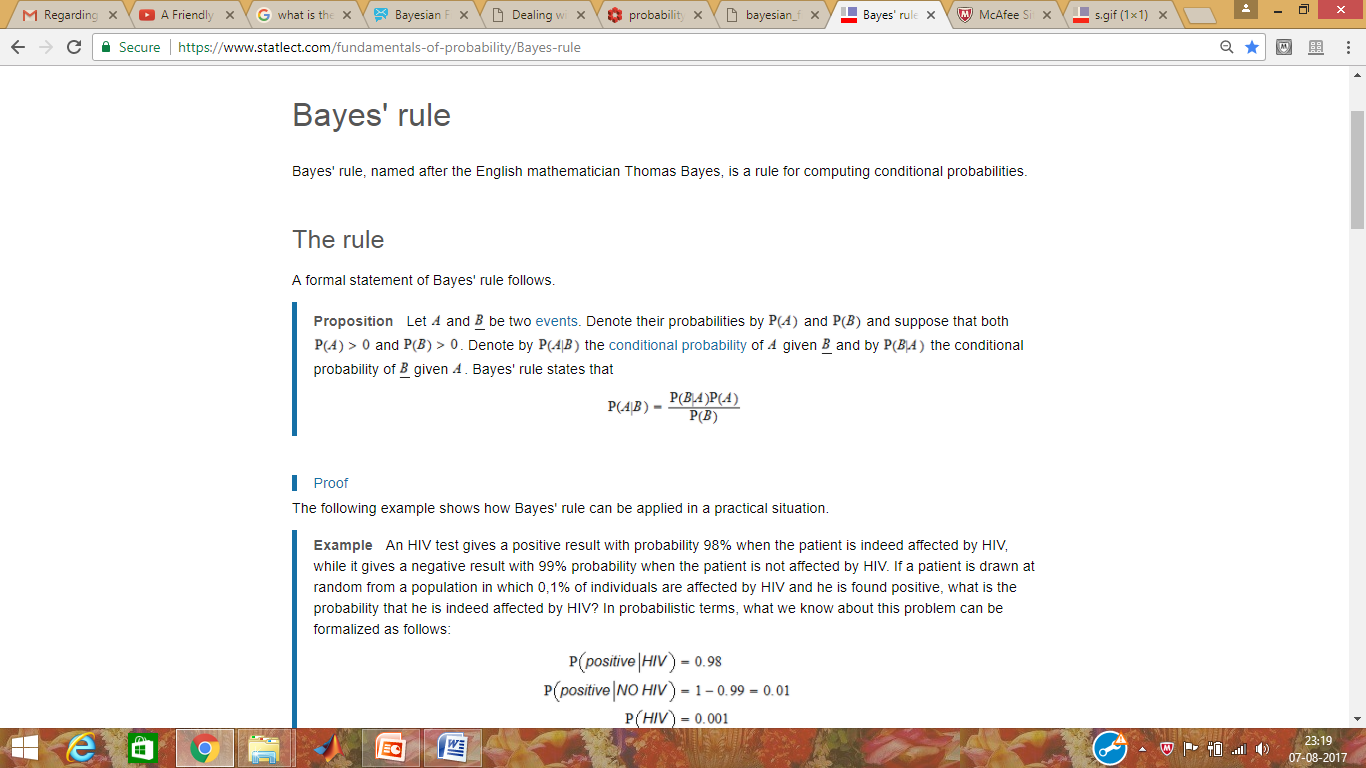 Regarding
A Friendly
what is the
Bayesian F
Dealing w
probability
bayesian_f
Bayes' rule
McAfee Si
s.gif (1×1)
Secure
https://www.statlect.com/fundamentals-of-probability/Bayes-rule
Bayes' rule
Bayes' rule, named after the English mathematician Thomas Bayes, is a rule for computing conditional probabilities.
The rule
A formal statement of Bayes' rule follows.
Proposition Let A and B be two events. Denote their probabilities by P(A) and P(B) and suppose that both
P(A) > 0 and P(B) > 0. Denote by P(A|B) the conditional probability of A given B and by P(B|A) the conditional
probability of B given A. Bayes' rule states that
P(A|B) = P(B|A)P(A) / P(B)
Proof
The following example shows how Bayes' rule can be applied in a practical situation.
Example An HIV test gives a positive result with probability 98% when the patient is indeed affected by HIV,
while it gives a negative result with 99% probability when the patient is not affected by HIV. If a patient is drawn at
random from a population in which 0,1% of individuals are affected by HIV and he is found positive, what is the
probability that he is indeed affected by HIV? In probabilistic terms, what we know about this problem can be
formalized as follows:
P(positive|HIV) = 0.98
P(positive|NO HIV) = 1 − 0.99 = 0.01
P(HIV) = 0.001
23:19
07-08-2017